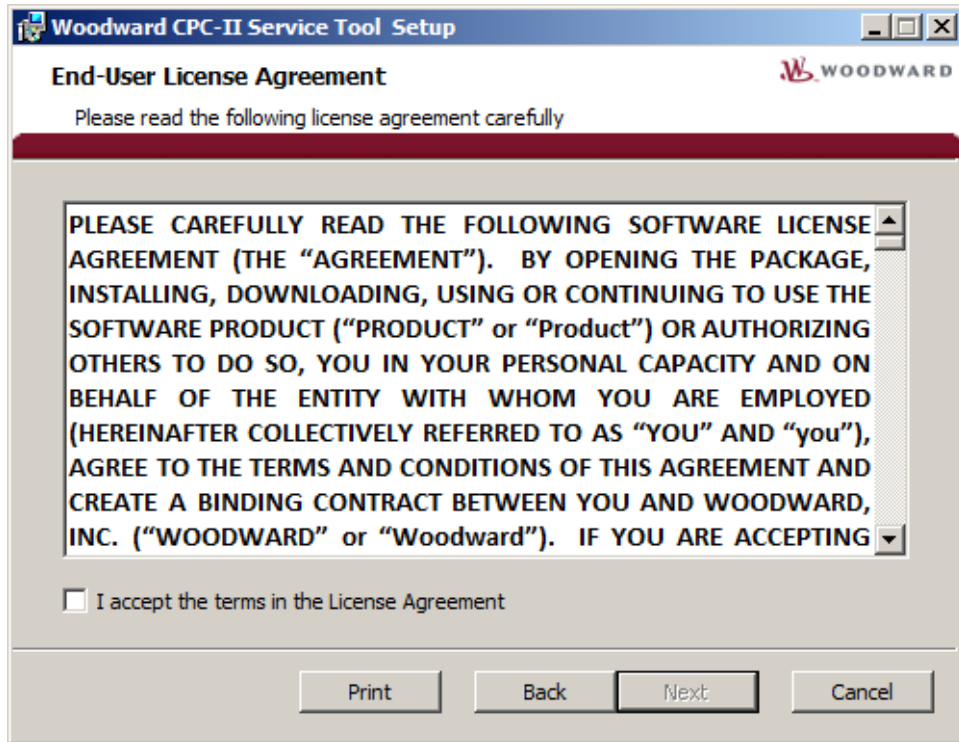 Woodward CPC-II Service Tool Setup
End-User License Agreement
WOODWARD
Please read the following license agreement carefully
PLEASE CAREFULLY READ THE FOLLOWING SOFTWARE LICENSE
AGREEMENT (THE “AGREEMENT”). BY OPENING THE PACKAGE,
INSTALLING, DOWNLOADING, USING OR CONTINUING TO USE THE
SOFTWARE PRODUCT (“PRODUCT” or “Product”) OR AUTHORIZING
OTHERS TO DO SO, YOU IN YOUR PERSONAL CAPACITY AND ON
BEHALF OF THE ENTITY WITH WHOM YOU ARE EMPLOYED
(HEREINAFTER COLLECTIVELY REFERRED TO AS “YOU” AND “you”),
AGREE TO THE TERMS AND CONDITIONS OF THIS AGREEMENT AND
CREATE A BINDING CONTRACT BETWEEN YOU AND WOODWARD,
INC. (“WOODWARD” or “Woodward”). IF YOU ARE ACCEPTING
I accept the terms in the License Agreement
Print Back Next Cancel